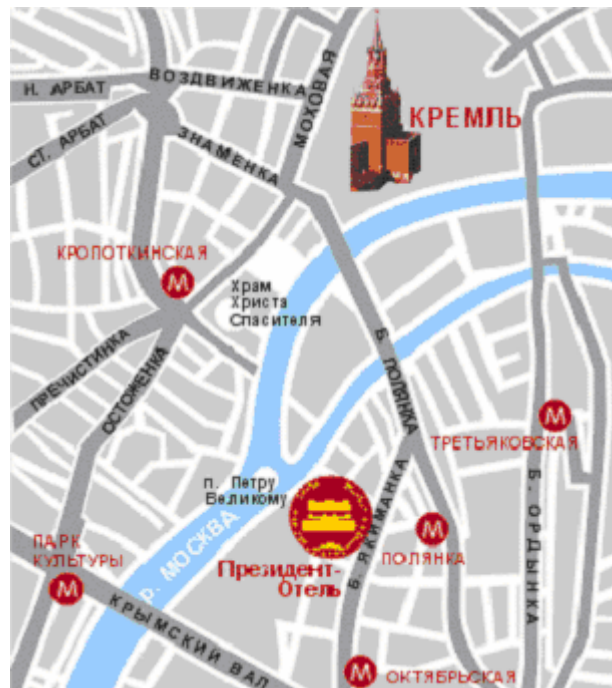 ВОЗДВИЖЕНКА
Н. АРБАТ
СТ. АРБАТ
ЗНАМЕНКА
МОХОВАЯ
КРЕМЛЬ
КРОПОТКИНСКАЯ
М
Храм
Христа
Спасителя
ПРЕЧИСТИНКА
ОСТОЖЕНКА
Б. ПОЛЯНКА
М
ТРЕТЬЯКОВСКАЯ
п. Петру
Великому
Б. ЯКИМАНКА
Б. ОРДЫНКА
М
ПОЛЯНКА
Президент-
Отель
р. МОСКВА
ПАРК
КУЛЬТУРЫ
М
КРЫМСКИЙ ВАЛ
М
ОКТЯБРЬСКАЯ